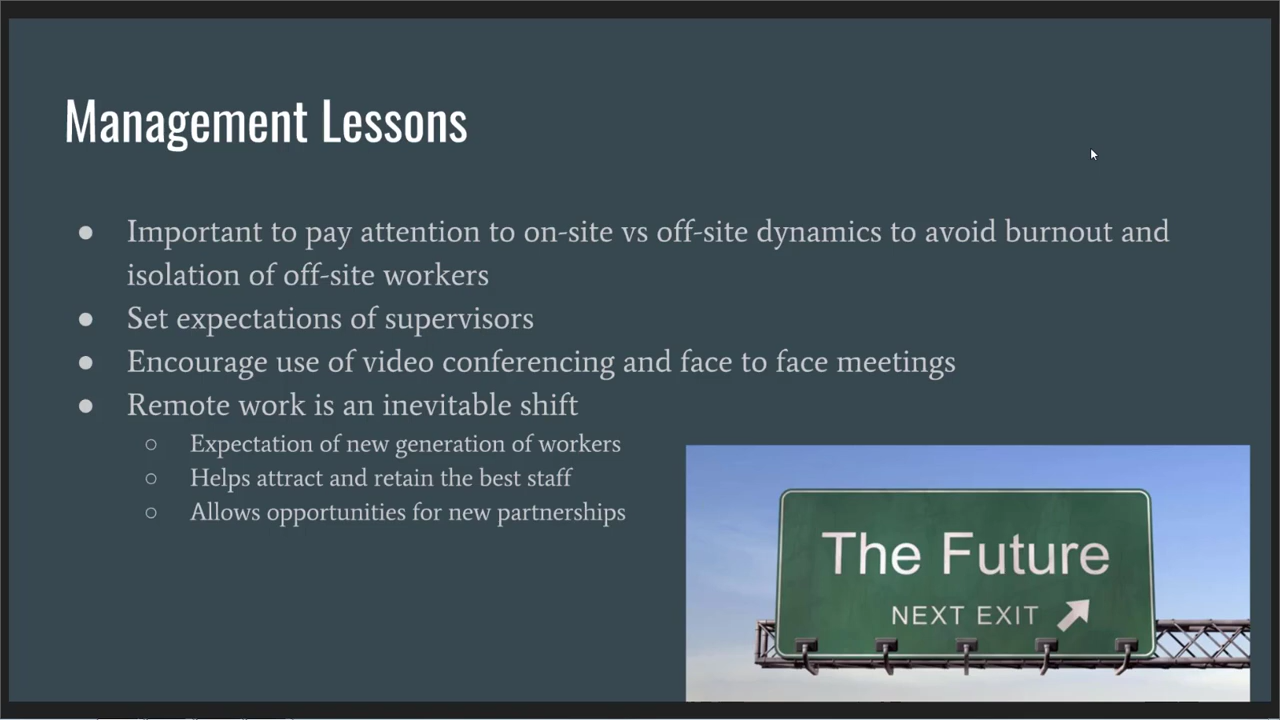 Management Lessons
● Important to pay attention to on-site vs off-site dynamics to avoid burnout and
isolation of off-site workers
● Set expectations of supervisors
● Encourage use of video conferencing and face to face meetings
● Remote work is an inevitable shift
○ Expectation of new generation of workers
○ Helps attract and retain the best staff
○ Allows opportunities for new partnerships
The Future
NEXT EXIT